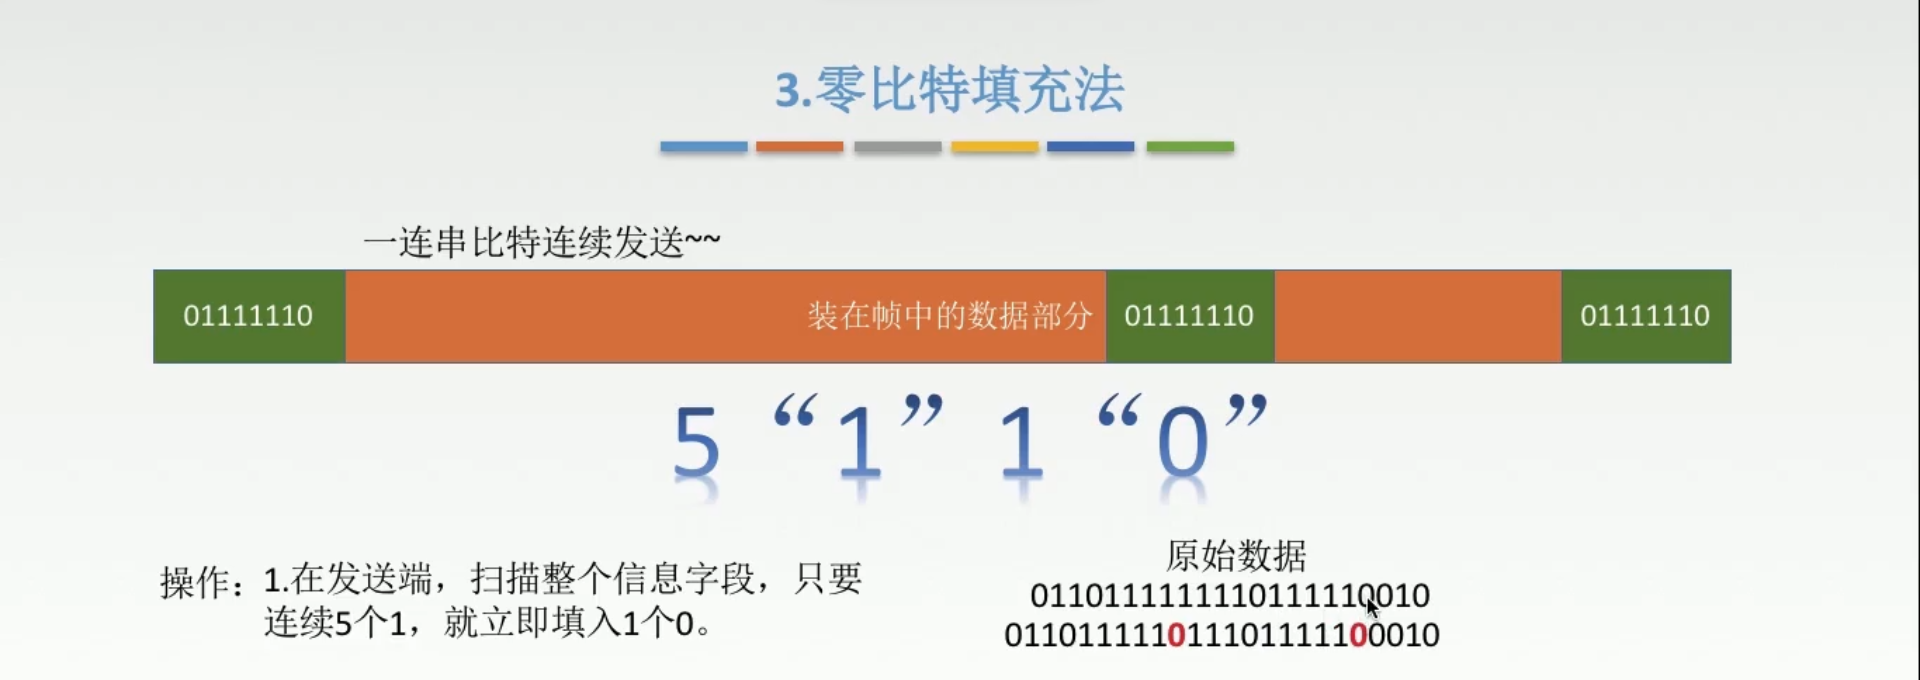 3.零比特填充法
一连串比特连续发送~~
01111110 装在帧中的数据部分 01111110 01111110
5 “1” 1 “0”
操作：1.在发送端，扫描整个信息字段，只要
连续5个1，就立即填入1个0。
原始数据
0110111111110111110010
011011111011101111100010